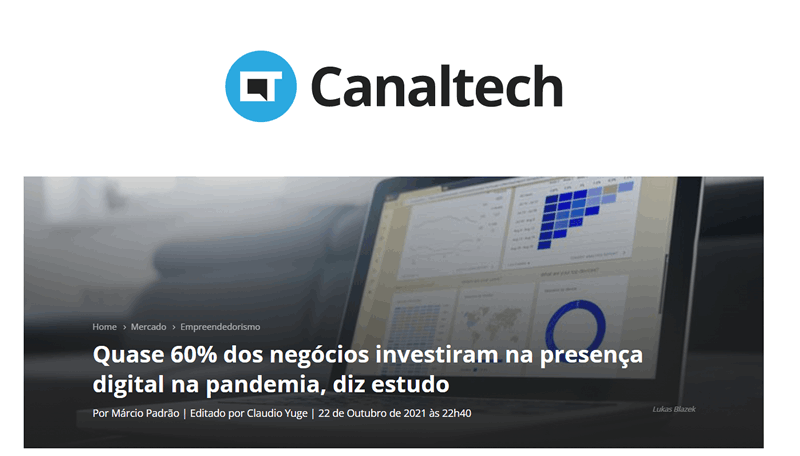 Canaltech
Home > Mercado > Empreendedorismo
Quase 60% dos negócios investiram na presença
digital na pandemia, diz estudo
Por Márcio Padrão | Editado por Claudio Yuge | 22 de Outubro de 2021 às 22h40
Lukas Blazek